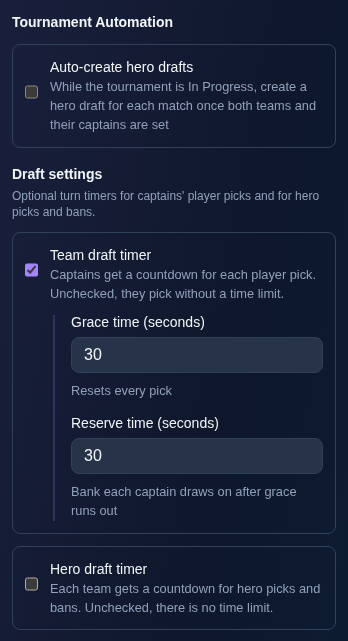 Tournament Automation
Auto-create hero drafts
While the tournament is In Progress, create a
hero draft for each match once both teams and
their captains are set
Draft settings
Optional turn timers for captains' player picks and for hero
picks and bans.
Team draft timer
Captains get a countdown for each player pick.
Unchecked, they pick without a time limit.
Grace time (seconds)
30
Resets every pick
Reserve time (seconds)
30
Bank each captain draws on after grace
runs out
Hero draft timer
Each team gets a countdown for hero picks and
bans. Unchecked, there is no time limit.